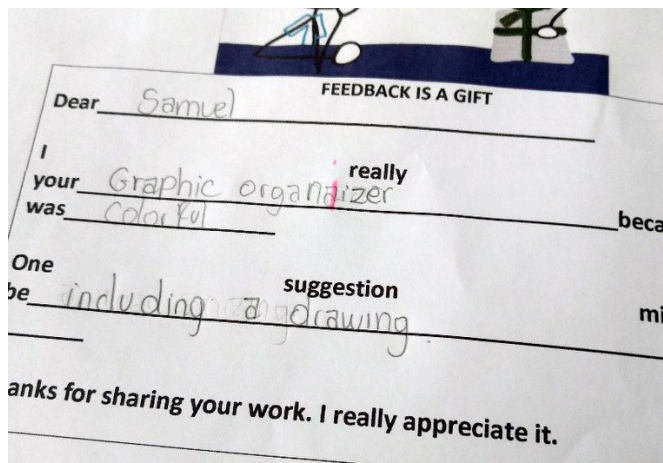 FEEDBACK IS A GIFT
Dear Samuel
I really
your Graphic organaizer beca
was Colorful
One suggestion mi
be including a drawing.
anks for sharing your work. I really appreciate it.